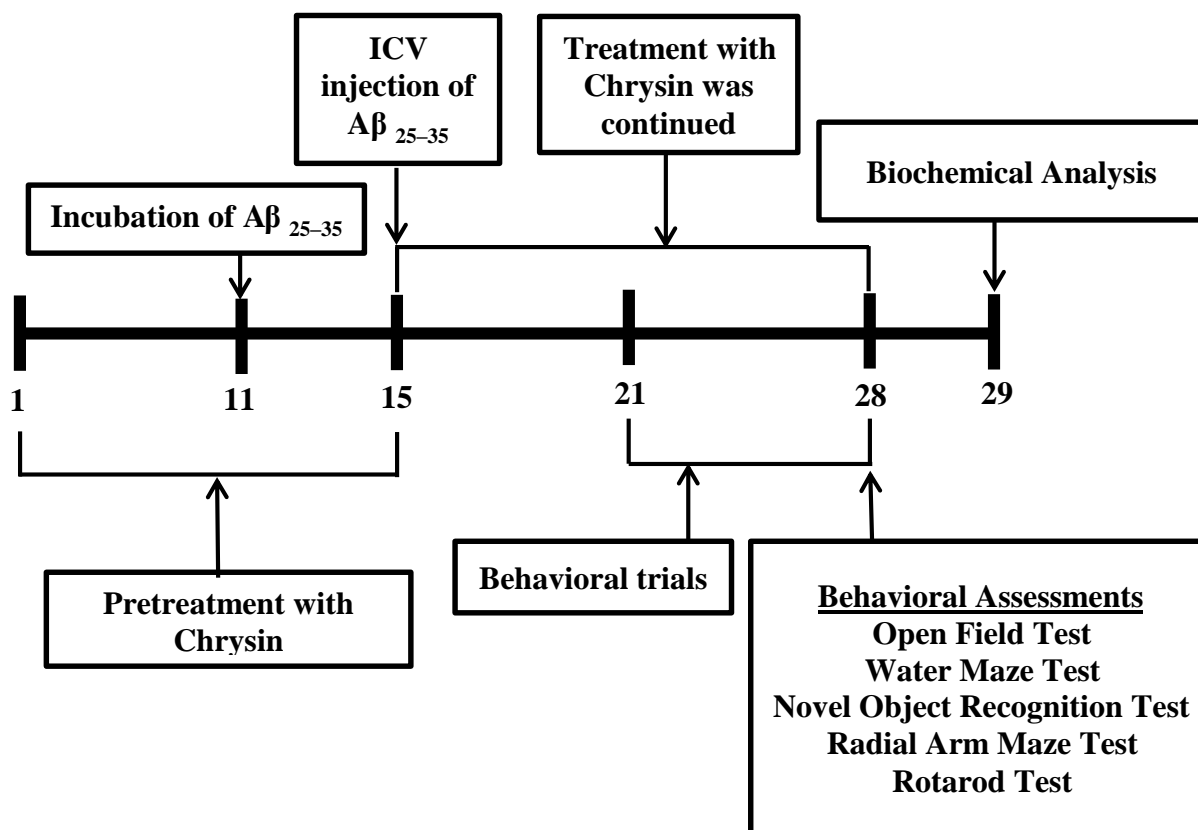 ICV
injection of
Aβ 25–35
Treatment with
Chrysin was
continued
Biochemical Analysis
Incubation of Aβ 25–35
1
11
15
21
28
29
Pretreatment with
Chrysin
Behavioral trials
Behavioral Assessments
Open Field Test
Water Maze Test
Novel Object Recognition Test
Radial Arm Maze Test
Rotarod Test